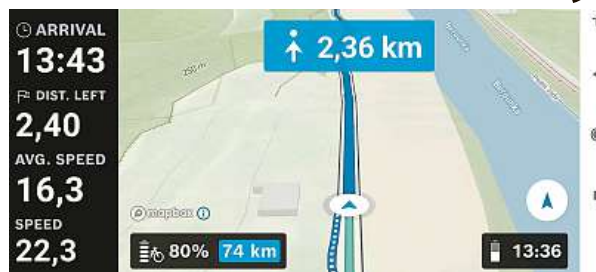 ARRIVAL
13:43
DIST. LEFT
2,40
AVG. SPEED
16,3
SPEED
22,3
2,36 km
250 m
mapbox
80% 74 km
13:36